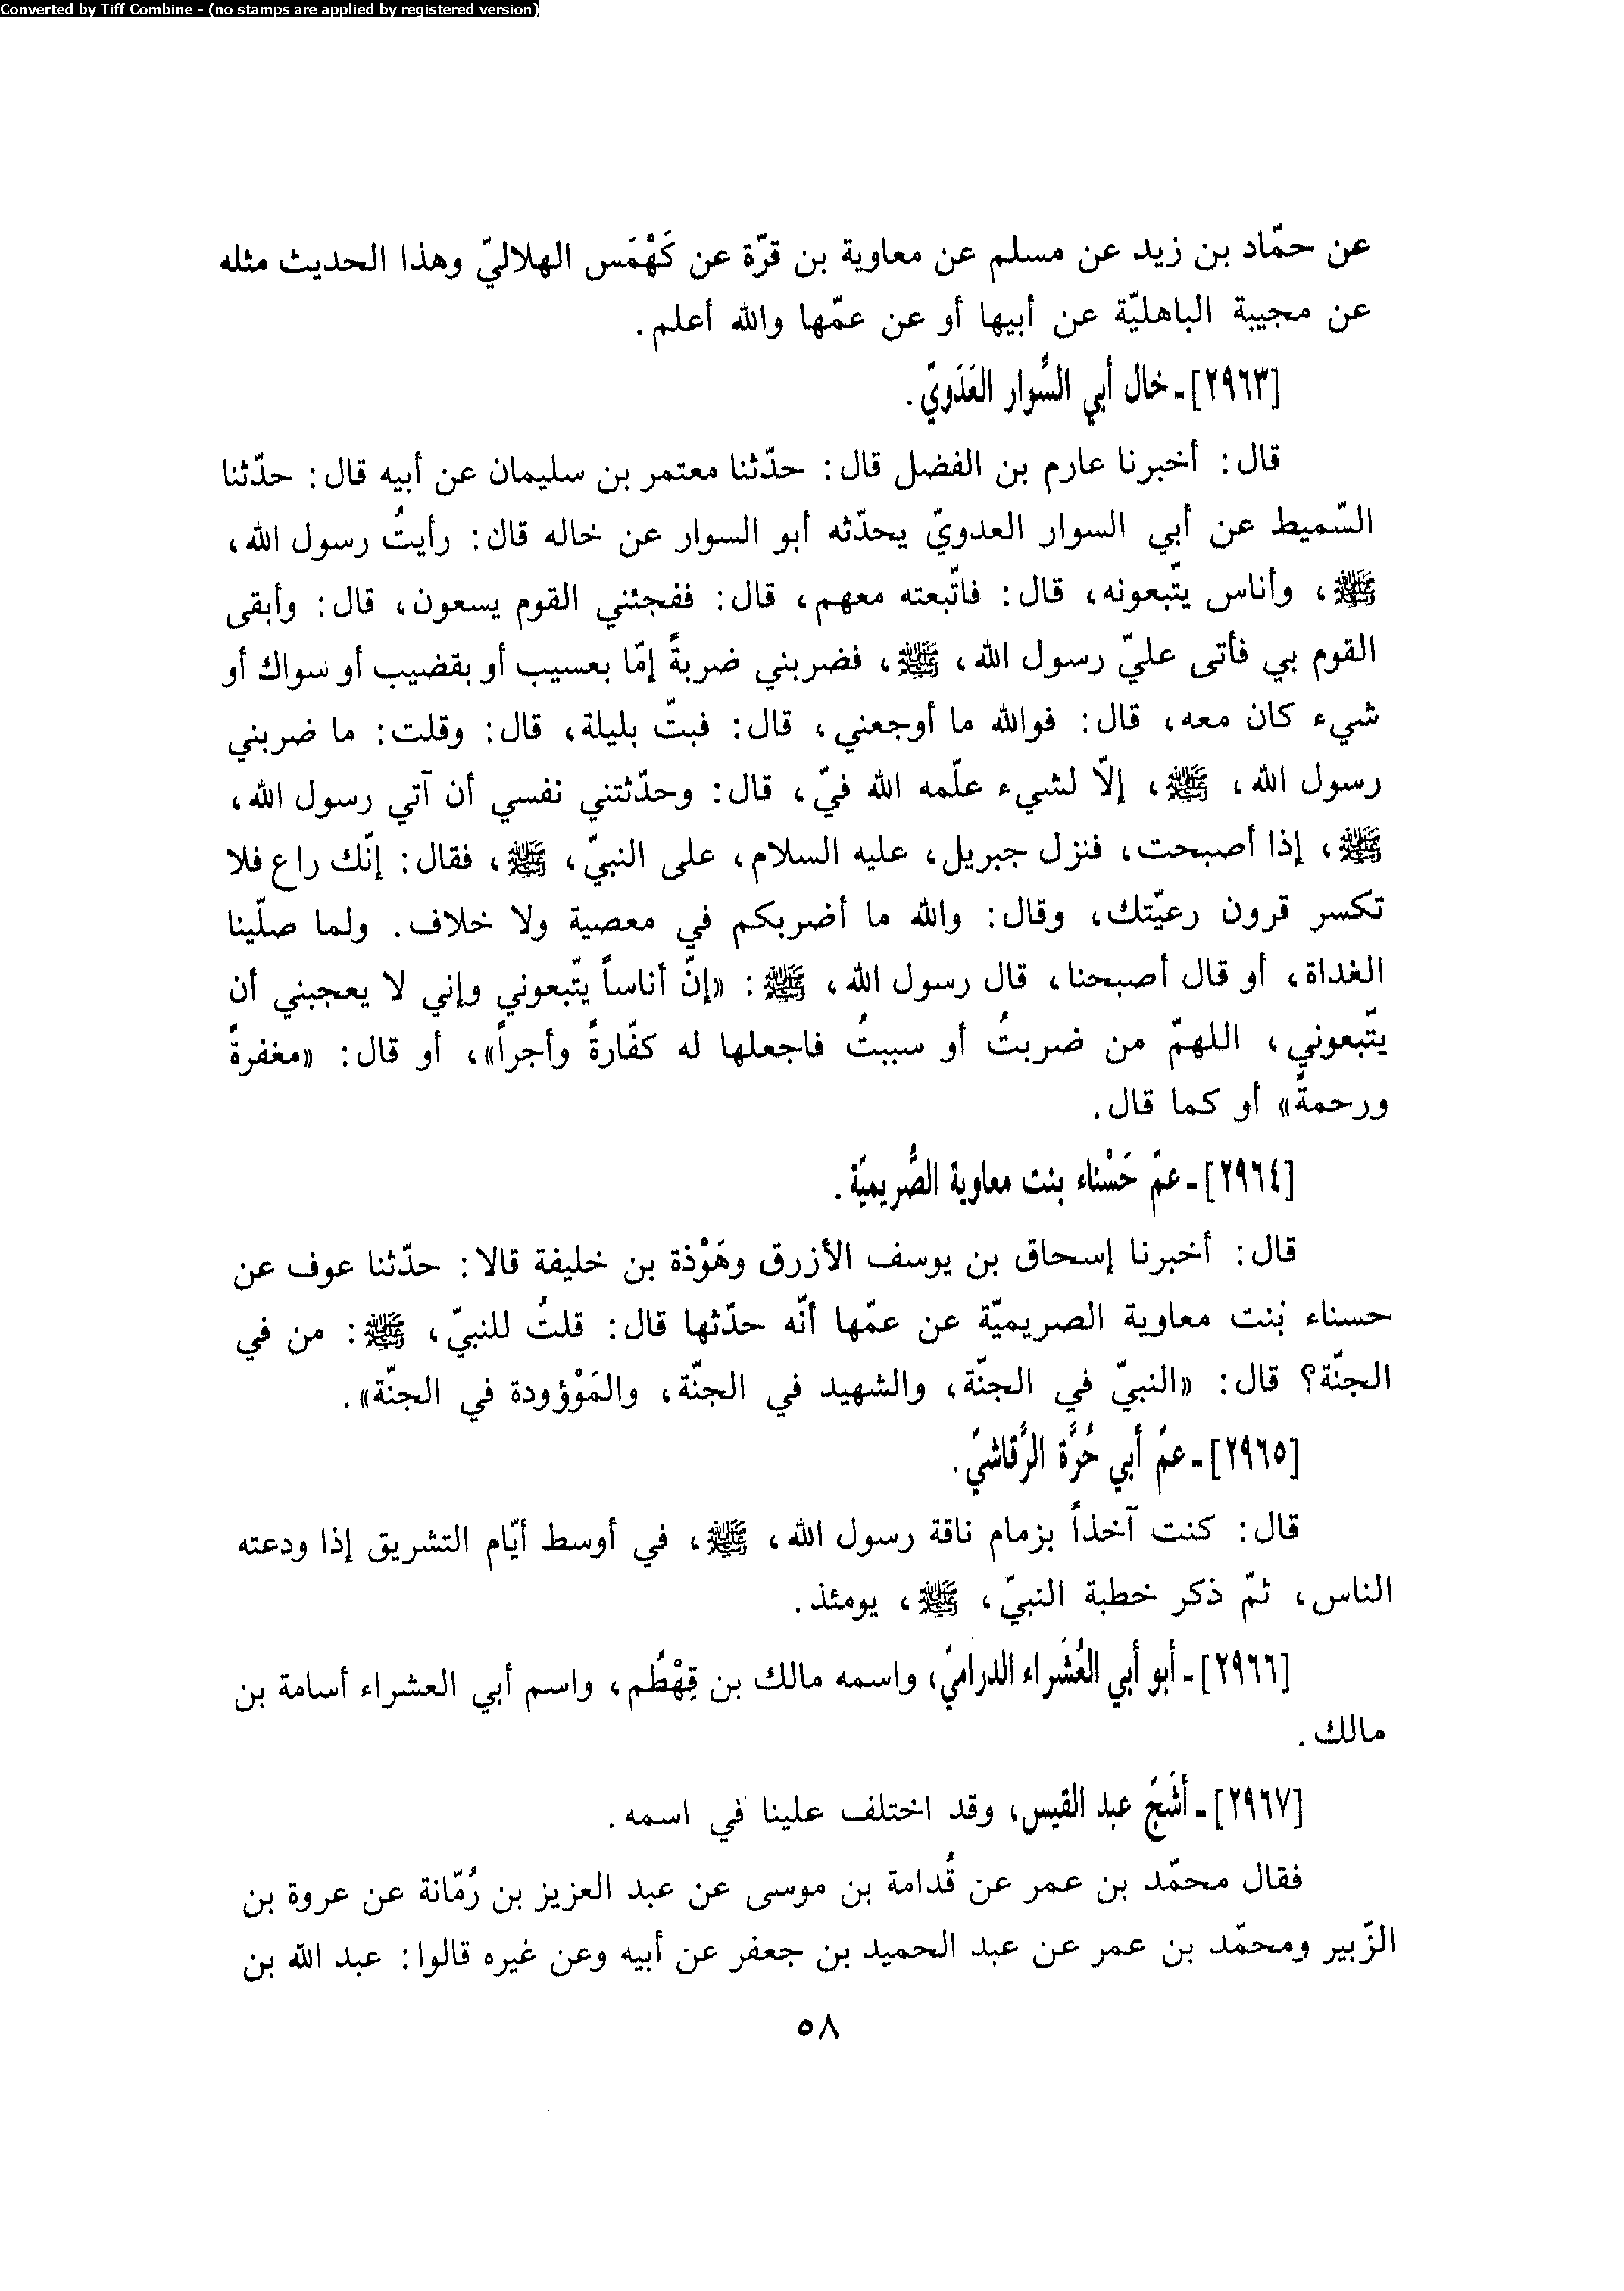 Converted by Tiff Combine - (no stamps are applied by registered version)
عن حمّاد بن زيد عن مسلم عن معاوية بن قرّة عن كَهْمَس الهلاليّ وهذا الحديث مثله
عن مجيبة الباهليّة عن أبيها أو عن عمّها والله أعلم.
[٢٩٦٣]ـ خال أبي السَّوار العَدَويّ.
قال: أخبرنا عارم بن الفضل قال: حدّثنا معتمر بن سليمان عن أبيه قال: حدّثنا
السّميط عن أبي السوار العدويّ يحدّثه أبو السوار عن خاله قال: رأيتُ رسول الله،
ﷺ، وأناس يتّبعونه، قال: فاتّبعته معهم، قال: ففجئني القوم يسعون، قال: وأبقى
القوم بي فأتى عليّ رسول الله، ﷺ، فضربني ضربةً إمّا بعسيب أو بقضيب أو سواك أو
شيء كان معه، قال: فوالله ما أوجعني، قال: فبتّ بليلة، قال: وقلت: ما ضربني
رسول الله، ﷺ، إلّا لشيء علّمه الله فيّ، قال: وحدّثتني نفسي أن آتي رسول الله،
ﷺ، إذا أصبحت، فنزل جبريل، عليه السلام، على النبيّ، ﷺ، فقال: إنّك راع فلا
تكسر قرون رعيّتك، وقال: والله ما أضربكم في معصية ولا خلاف. ولما صلّينا
الغداة، أو قال أصبحنا، قال رسول الله، ﷺ: «إنّ أناساً يتّبعوني وإني لا يعجبني أن
يتّبعوني، اللهمّ من ضربتُ أو سببتُ فاجعلها له كفّارةً وأجراً»، أو قال: «مغفرةً
ورحمةً» أو كما قال.
[٢٩٦٤]ـ عمّ حَسْناء بنت معاوية الصُّريميّة.
قال: أخبرنا إسحاق بن يوسف الأزرق وهَوْذة بن خليفة قالا: حدّثنا عوف عن
حسناء بنت معاوية الصريميّة عن عمّها أنّه حدّثها قال: قلتُ للنبيّ، ﷺ: من في
الجنّة؟ قال: «النبيّ في الجنّة، والشهيد في الجنّة، والمَوْؤودة في الجنّة».
[٢٩٦٥]ـ عمّ أبي حُرَّة الرَّقاشيّ.
قال: كنت آخذاً بزمام ناقة رسول الله، ﷺ، في أوسط أيّام التشريق إذا ودعته
الناس، ثمّ ذكر خطبة النبيّ، ﷺ، يومئذ.
[٢٩٦٦]ـ أبو أبي العُشَراء الدراميّ، واسمه مالك بن قِهْطُم، واسم أبي العشراء أسامة بن
مالك.
[٢٩٦٧]ـ أشَجّ عبد القيس، وقد اختلف علينا في اسمه.
فقال محمّد بن عمر عن قُدامة بن موسى عن عبد العزيز بن رُمّانة عن عروة بن
الزّبير ومحمّد بن عمر عن عبد الحميد بن جعفر عن أبيه وعن غيره قالوا: عبد الله بن
٥٨